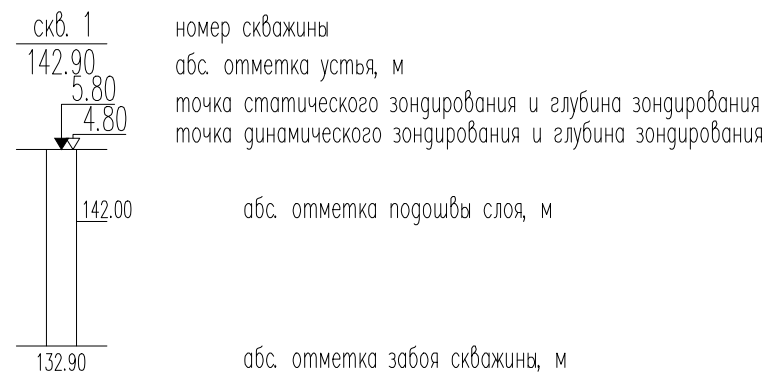 скв. 1 номер скважины
142.90 абс. отметка устья, м
5.80 точка статического зондирования и глубина зондирования
4.80 точка динамического зондирования и глубина зондирования
142.00 абс. отметка подошвы слоя, м
132.90 абс. отметка забоя скважины, м